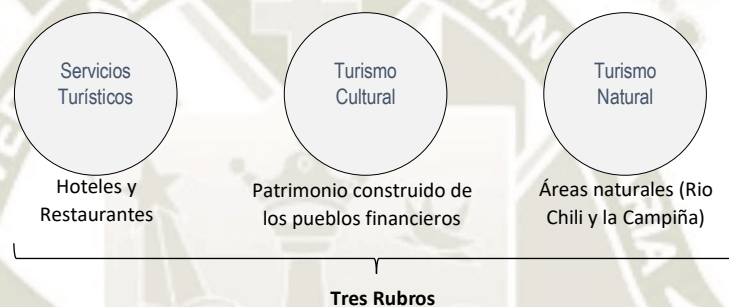 Servicios
Turísticos
Turismo
Cultural
Turismo
Natural
Hoteles y
Restaurantes
Patrimonio construido de
los pueblos financieros
Áreas naturales (Rio
Chili y la Campiña)
Tres Rubros